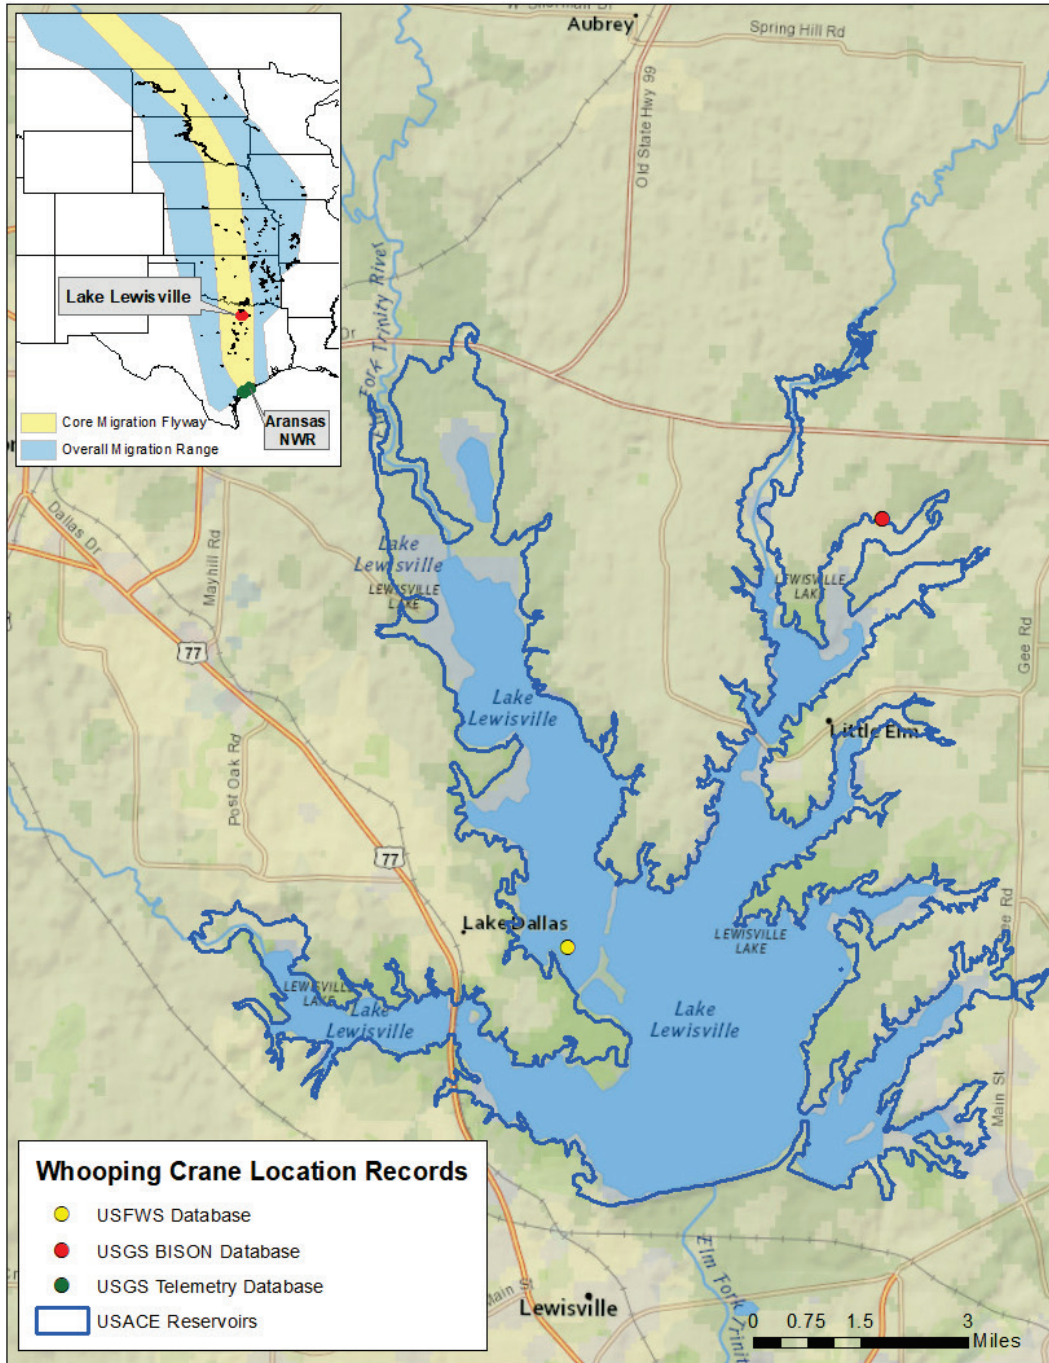 Aubrey
Spring Hill Rd
Old State Hwy 99
Lake Lewisville
Aransas
NWR
Core Migration Flyway
Overall Migration Range
Fork Trinity River
Dr
Dallas Dr
Mayhill Rd
Lake
Lewisville
LEWISVILLE
LAKE
LEWISVILLE
LAKE
Gee Rd
77
Lake
Lewisville
Little Elm
Post Oak Rd
77
Lake Dallas
LEWISVILLE
LAKE
Gee Rd
LEWISVILLE
LAKE
Lake
Lewisville
Lake
Lewisville
Main St
Whooping Crane Location Records
USFWS Database
USGS BISON Database
USGS Telemetry Database
USACE Reservoirs
Main St
Lewisville
Elm Fork Trinit
0 0.75 1.5 3
Miles